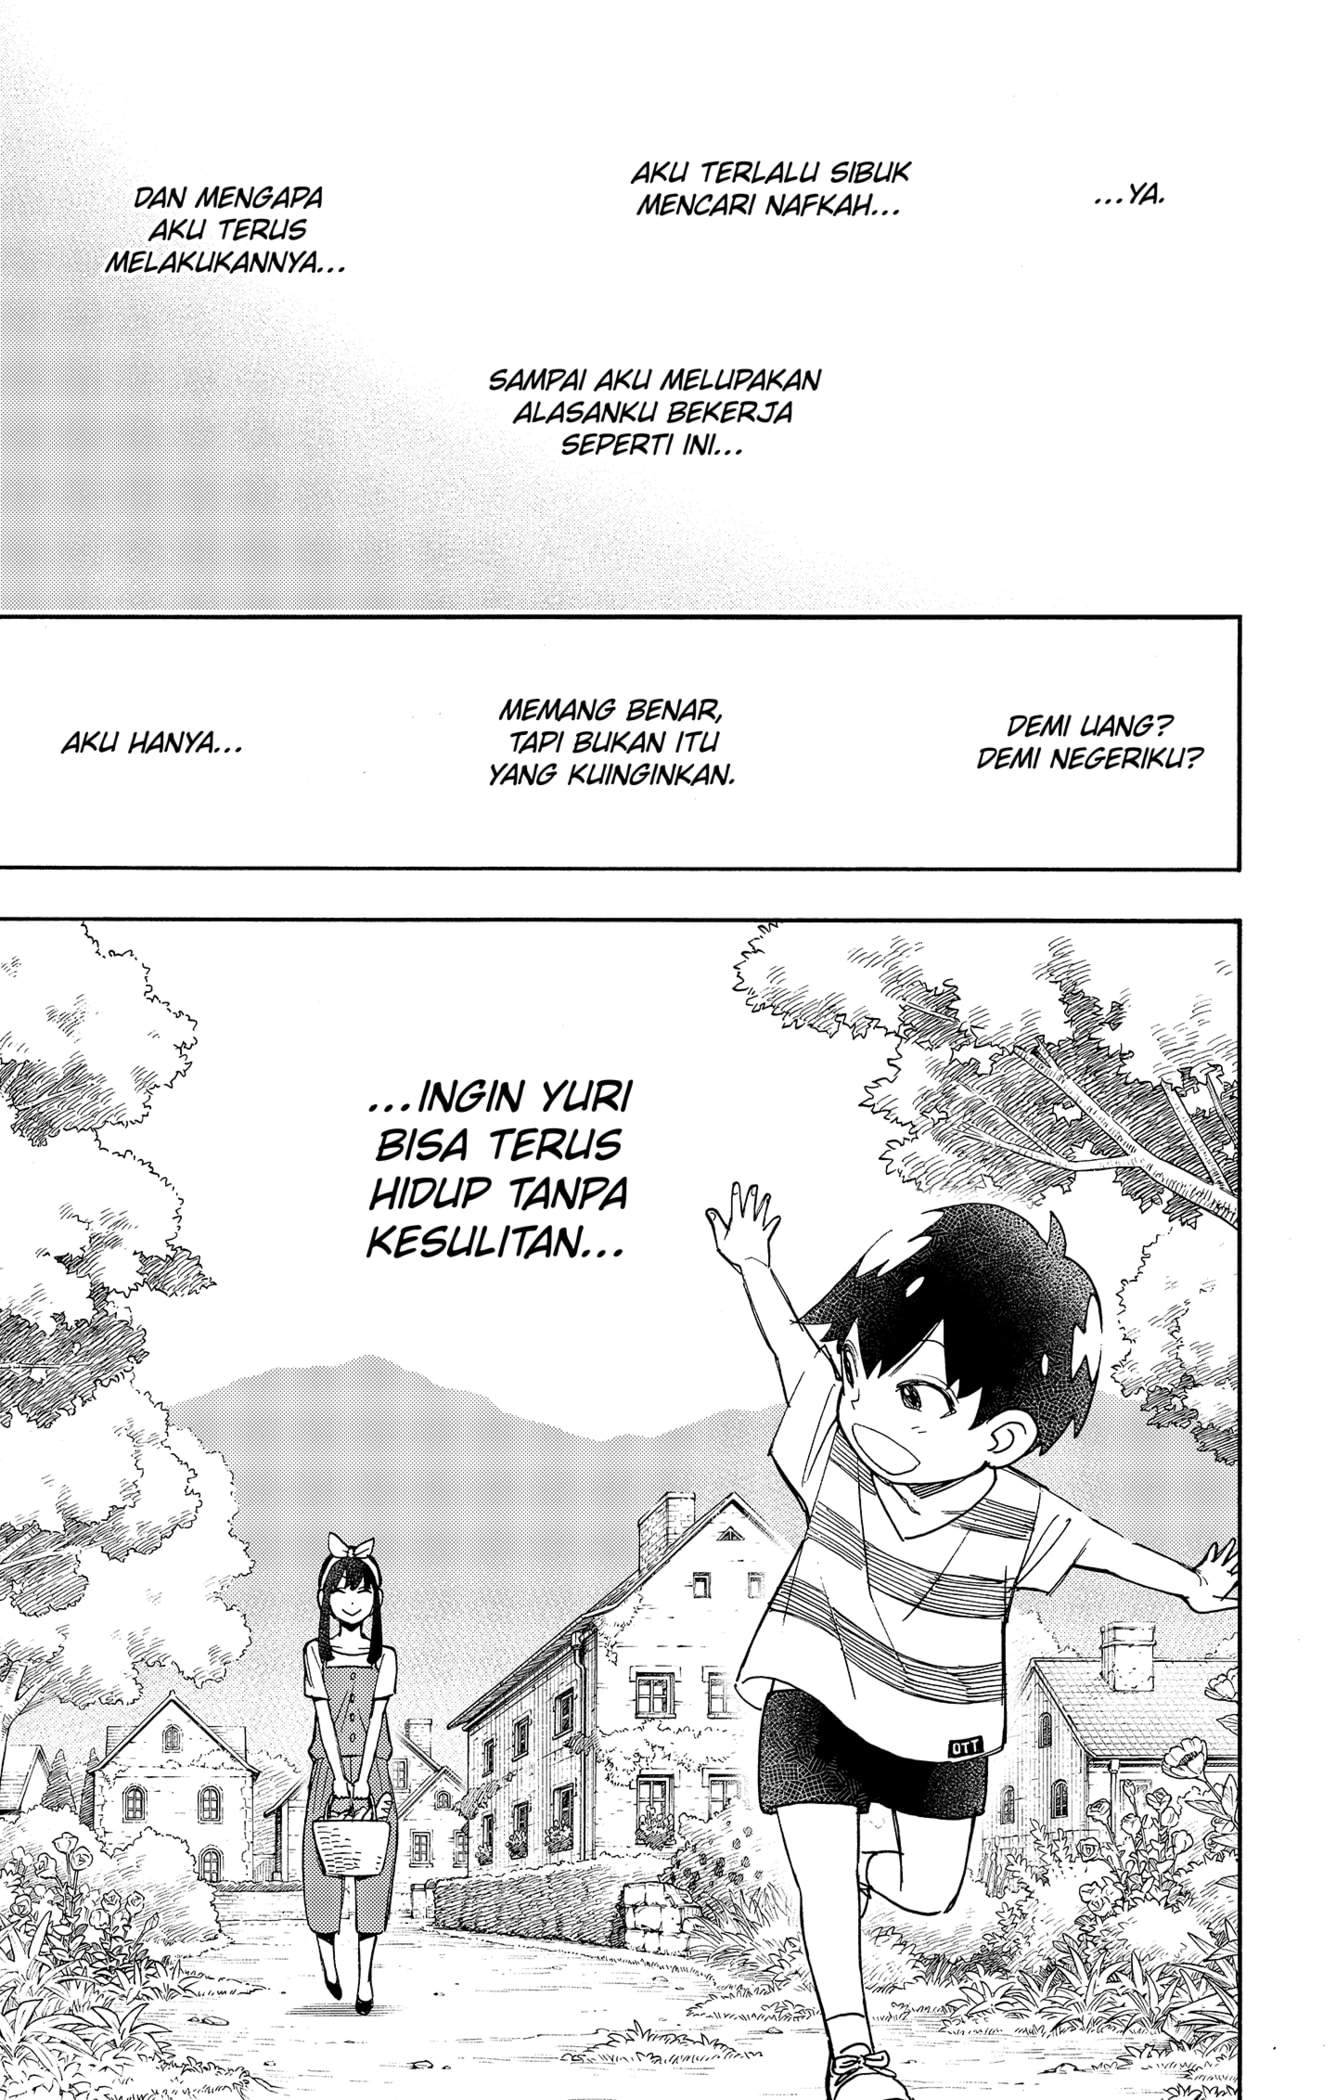 ...YA.
AKU TERLALU SIBUK
MENCARI NAFKAH...
SAMPAI AKU MELUPAKAN
ALASANKU BEKERJA
SEPERTI INI...
DAN MENGAPA
AKU TERUS
MELAKUKANNYA...
DEMI UANG?
DEMI NEGERIKU?
MEMANG BENAR,
TAPI BUKAN ITU
YANG KUINGINKAN.
AKU HANYA...
...INGIN YURI
BISA TERUS
HIDUP TANPA
KESULITAN...
OTT